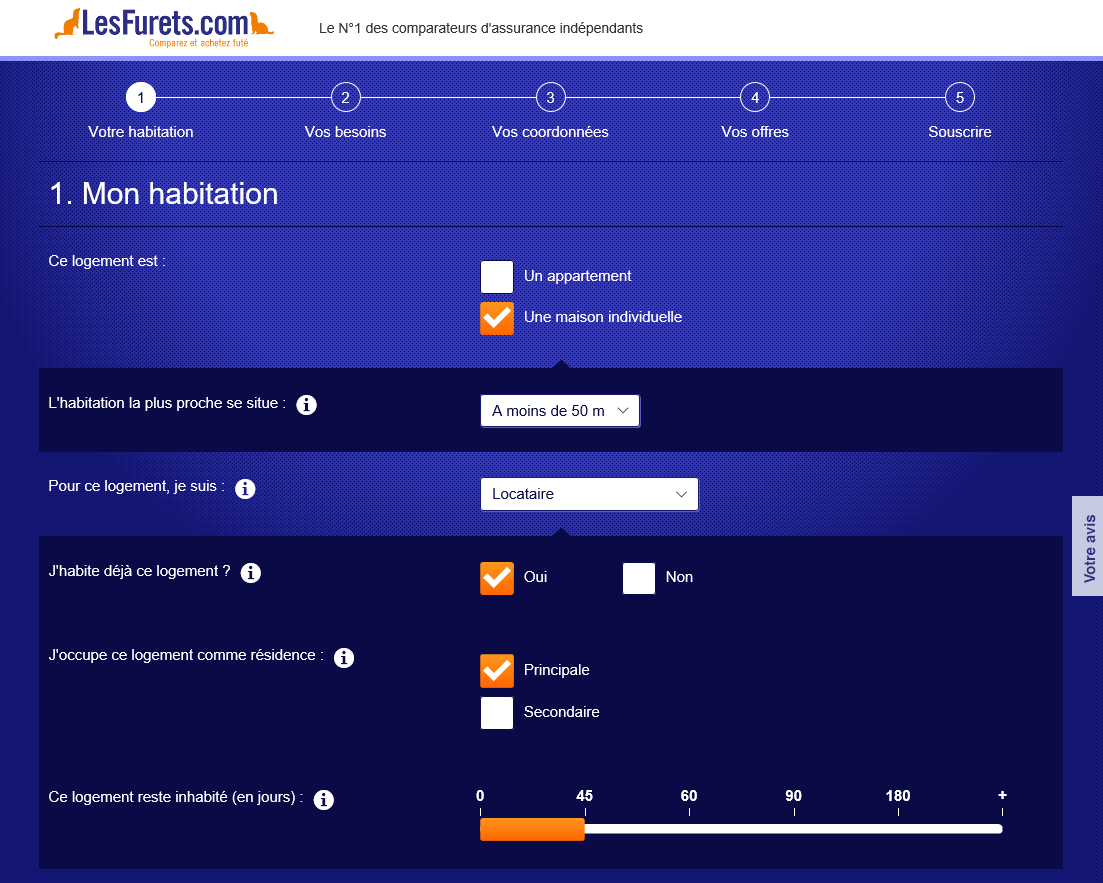 LesFurets.com
Comparez et achetez futé
Le N°1 des comparateurs d'assurance indépendants
1 2 3 4 5
Votre habitation Vos besoins Vos coordonnées Vos offres Souscrire
1. Mon habitation
Ce logement est :
Un appartement
Une maison individuelle
L'habitation la plus proche se situe : i A moins de 50 m
Pour ce logement, je suis : i Locataire
Votre avis
J'habite déjà ce logement ? i Oui Non
J'occupe ce logement comme résidence : i
Principale
Secondaire
Ce logement reste inhabité (en jours) : i 0 45 60 90 180 +